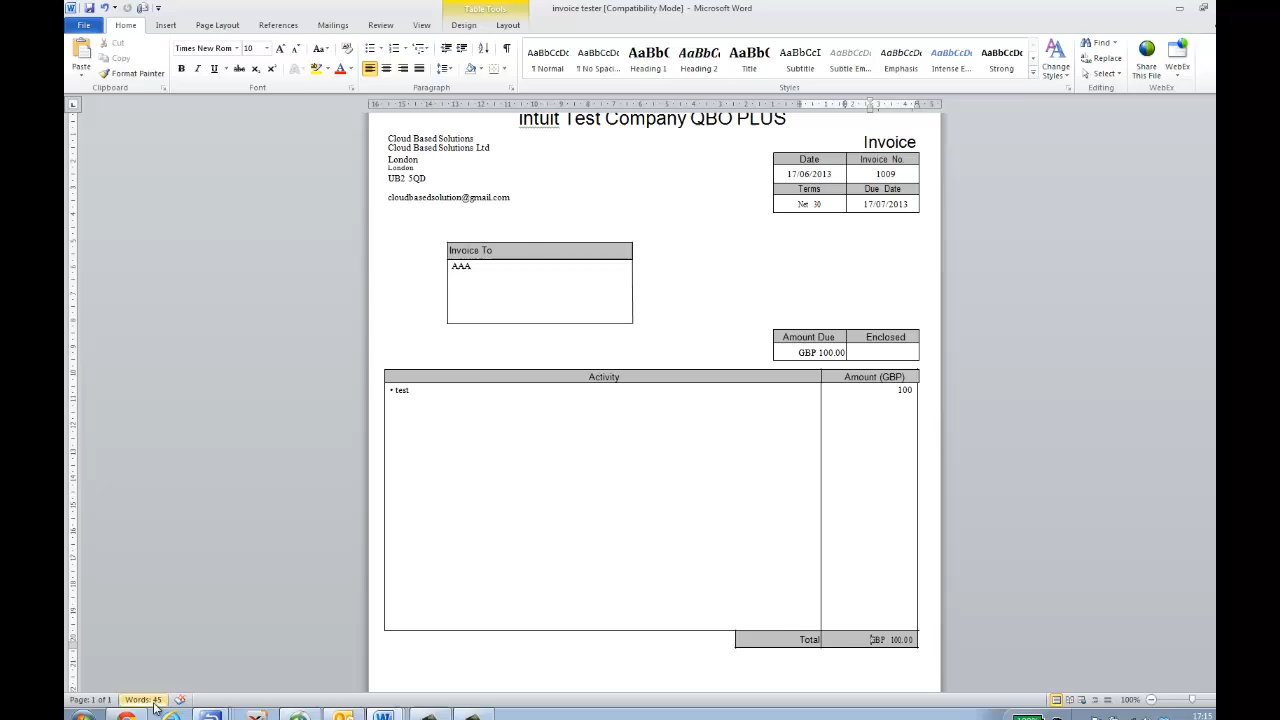 invoice tester [Compatibility Mode] - Microsoft Word
Table Tools
File Home Insert Page Layout References Mailings Review View Design Layout
Paste
Cut
Copy
Format Painter
Clipboard
Times New Rom 10
Font
Paragraph
AaBbCcDc AaBbCcDc AaBbC AaBbCc AaBbC AaBbCcI AaBbCcDc AaBbCcDc AaBbCcDc AaBbCcDc
¶ Normal ¶ No Spaci... Heading 1 Heading 2 Title Subtitle Subtle Em... Emphasis Intense E... Strong
Styles
Change Styles
Find
Replace
Select
Editing
Share This File
WebEx
WebEx
Intuit Test Company QBO PLUS
Cloud Based Solutions
Cloud Based Solutions Ltd
London
London
UB2 5QD
cloudbasedsolution@gmail.com
Invoice
Date Invoice No.
17/06/2013 1009
Terms Due Date
Net 30 17/07/2013
Invoice To
AAA
Amount Due Enclosed
GBP 100.00
Activity Amount (GBP)
• test 100
Total GBP 100.00
Page: 1 of 1 Words: 45
100%
17:15